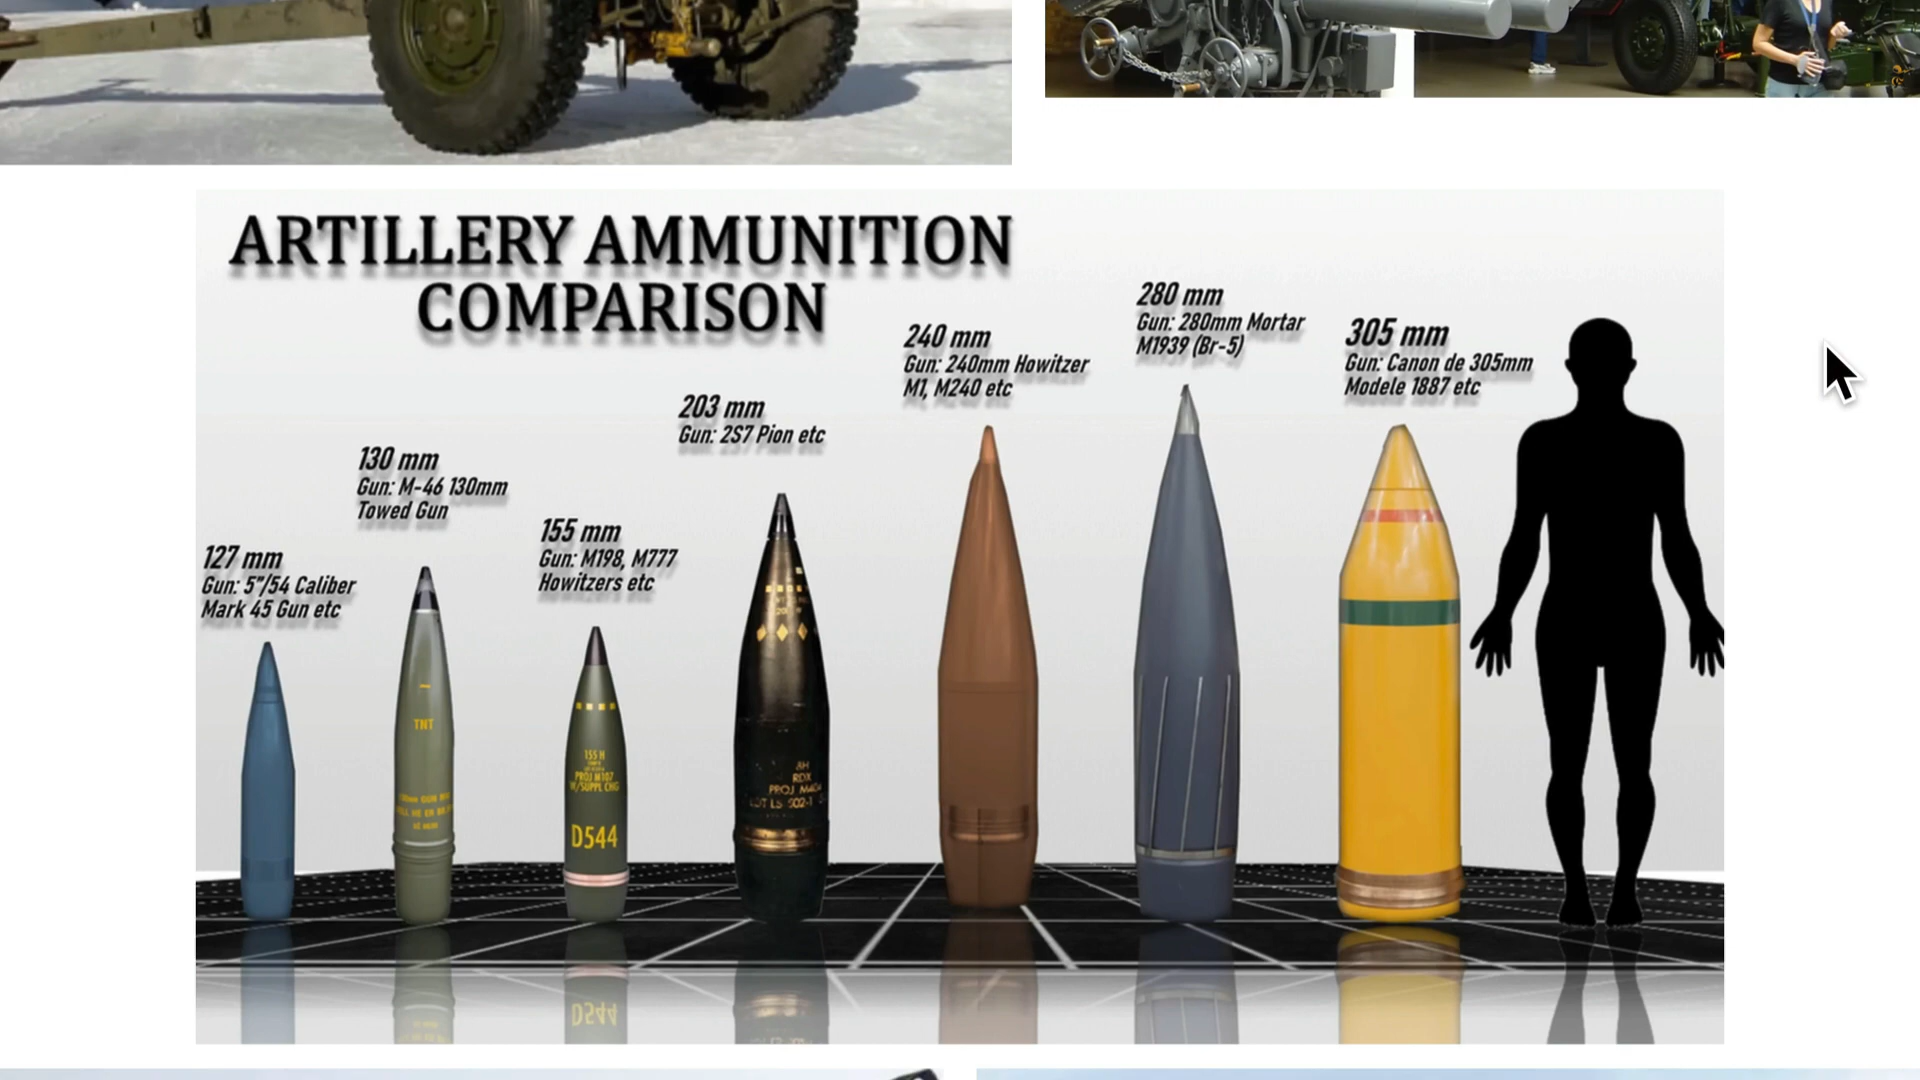 ARTILLERY AMMUNITION
COMPARISON
127 mm
Gun: 5"/54 Caliber
Mark 45 Gun etc
130 mm
Gun: M-46 130mm
Towed Gun
155 mm
Gun: M198, M777
Howitzers etc
203 mm
Gun: 2S7 Pion etc
240 mm
Gun: 240mm Howitzer
M1, M240 etc
280 mm
Gun: 280mm Mortar
M1939 (Br-5)
305 mm
Gun: Canon de 305mm
Modele 1887 etc
TNT
155 H
PROJ M107
W/SUPPL CHG
D544
RDX
PROJ